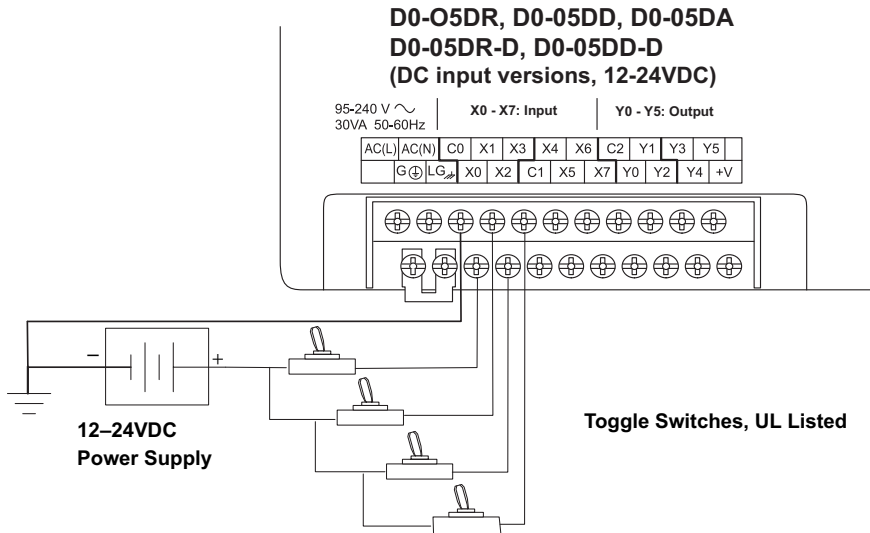 D0-O5DR, D0-05DD, D0-05DA
D0-05DR-D, D0-05DD-D
(DC input versions, 12-24VDC)
95-240 V
30VA 50-60Hz
X0 - X7: Input
Y0 - Y5: Output
AC(L) AC(N) C0 X1 X3 X4 X6 C2 Y1 Y3 Y5
G LG X0 X2 C1 X5 X7 Y0 Y2 Y4 +V
– +
12–24VDC
Power Supply
Toggle Switches, UL Listed